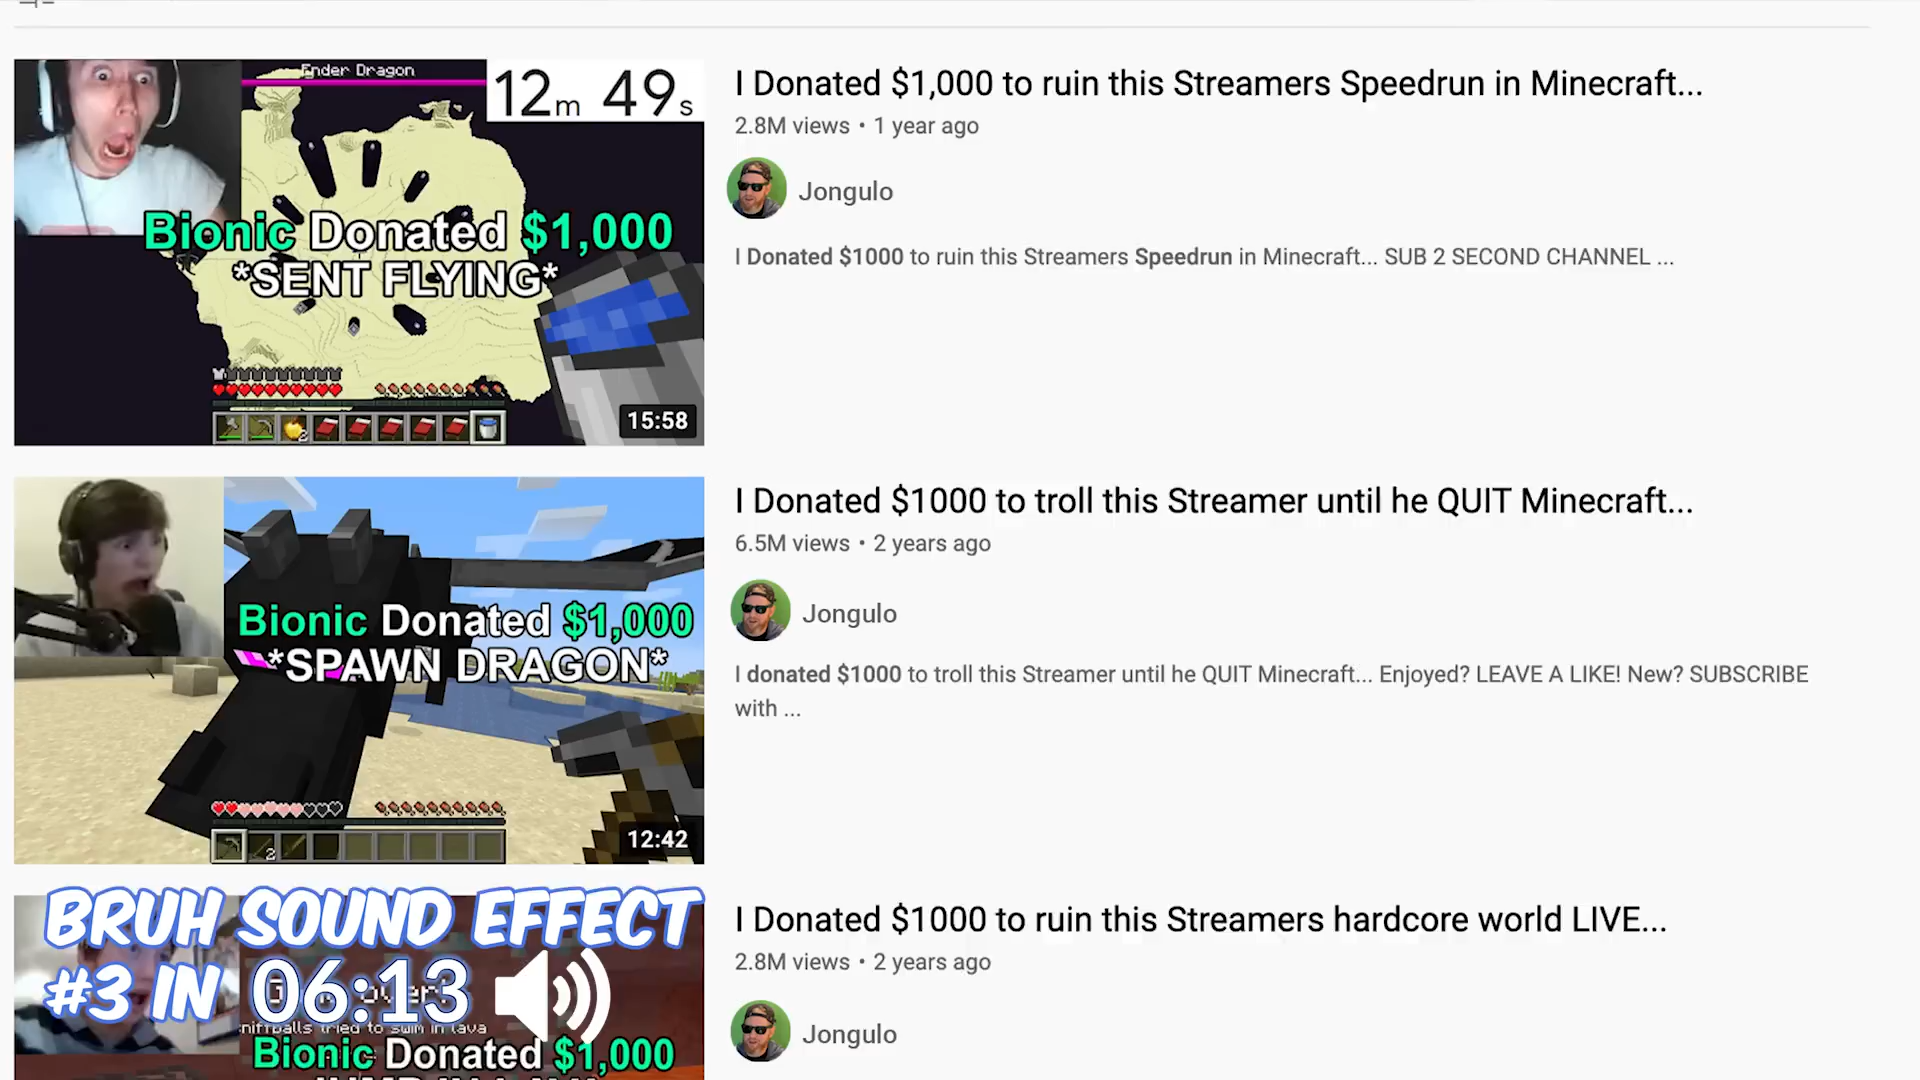 Ender Dragon
12m 49s
Bionic Donated $1,000
*SENT FLYING*
2
15:58
I Donated $1,000 to ruin this Streamers Speedrun in Minecraft...
2.8M views • 1 year ago
Jongulo
I Donated $1000 to ruin this Streamers Speedrun in Minecraft... SUB 2 SECOND CHANNEL ...
Bionic Donated $1,000
*SPAWN DRAGON*
2
12:42
I Donated $1000 to troll this Streamer until he QUIT Minecraft...
6.5M views • 2 years ago
Jongulo
I donated $1000 to troll this Streamer until he QUIT Minecraft... Enjoyed? LEAVE A LIKE! New? SUBSCRIBE
with ...
BRUH SOUND EFFECT
#3 IN 06:13
tried to swim in lava
Bionic Donated $1,000
I Donated $1000 to ruin this Streamers hardcore world LIVE...
2.8M views • 2 years ago
Jongulo